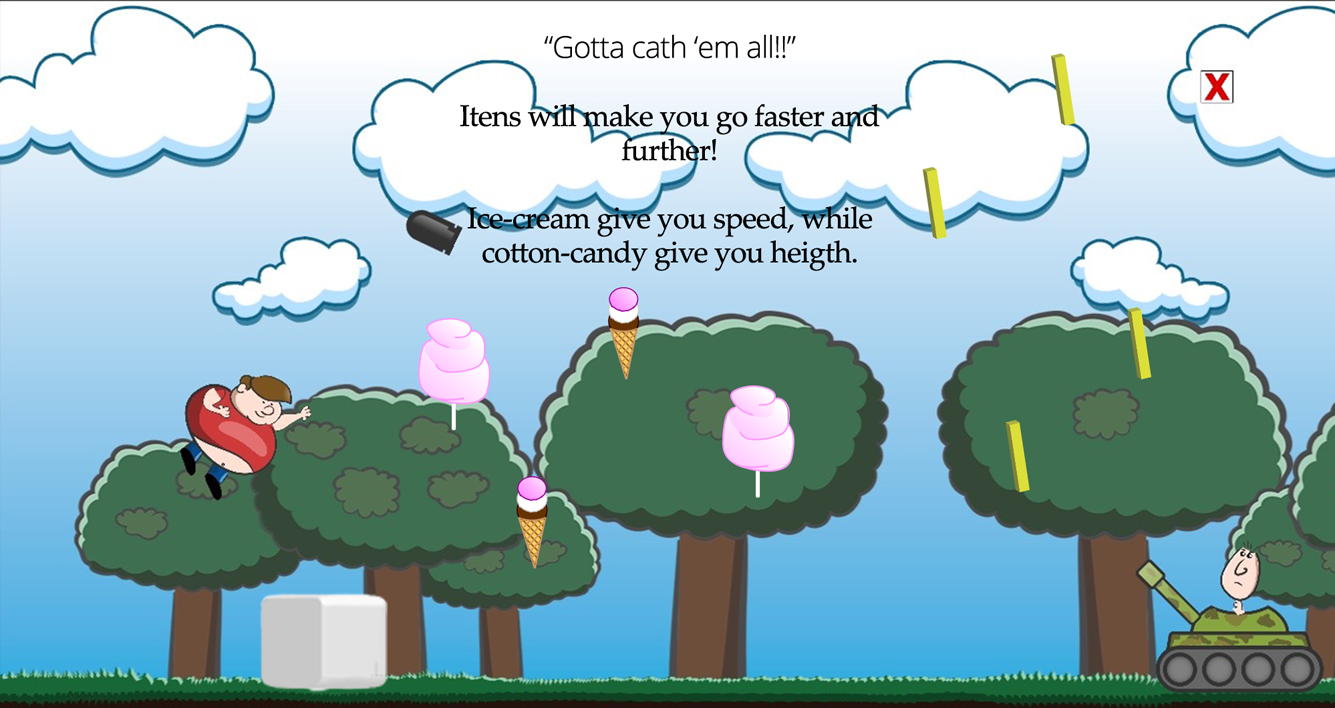 “Gotta cath ‘em all!!”
Itens will make you go faster and
further!
X
Ice-cream give you speed, while
cotton-candy give you heigth.